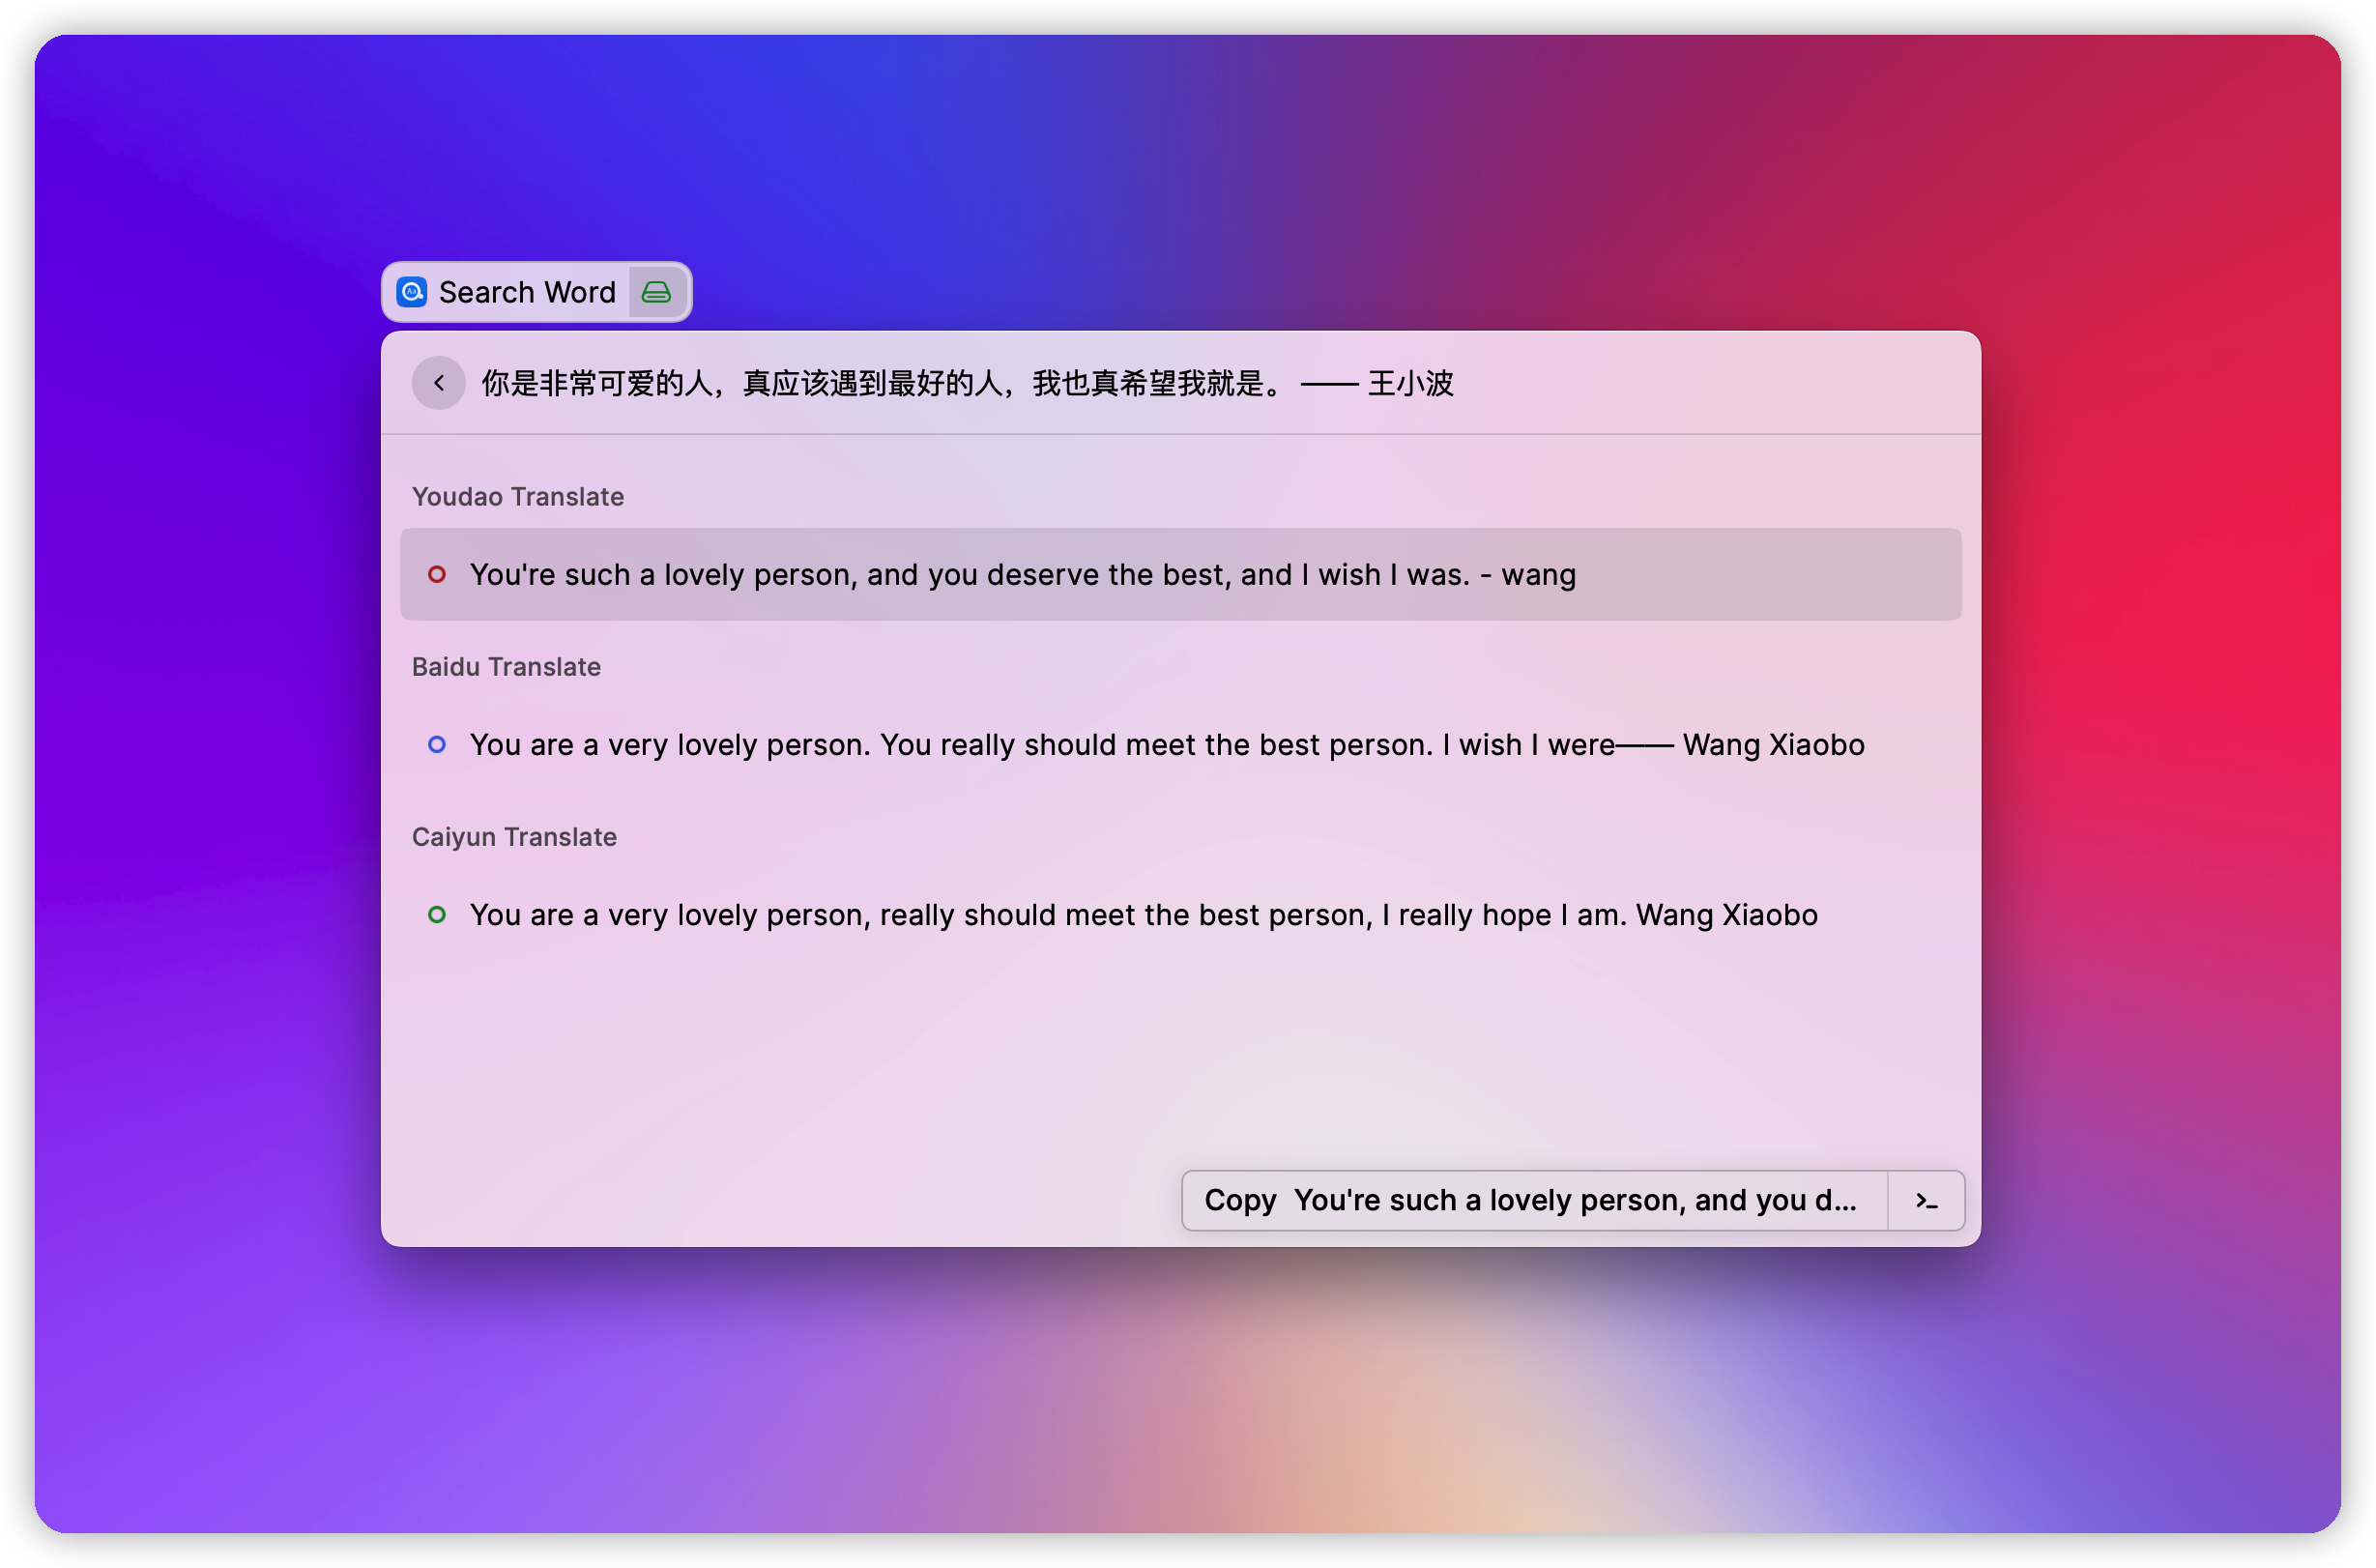 Search Word
你是非常可爱的人，真应该遇到最好的人，我也真希望我就是。 —— 王小波
Youdao Translate
You're such a lovely person, and you deserve the best, and I wish I was. - wang
Baidu Translate
You are a very lovely person. You really should meet the best person. I wish I were—— Wang Xiaobo
Caiyun Translate
You are a very lovely person, really should meet the best person, I really hope I am. Wang Xiaobo
Copy You're such a lovely person, and you d...